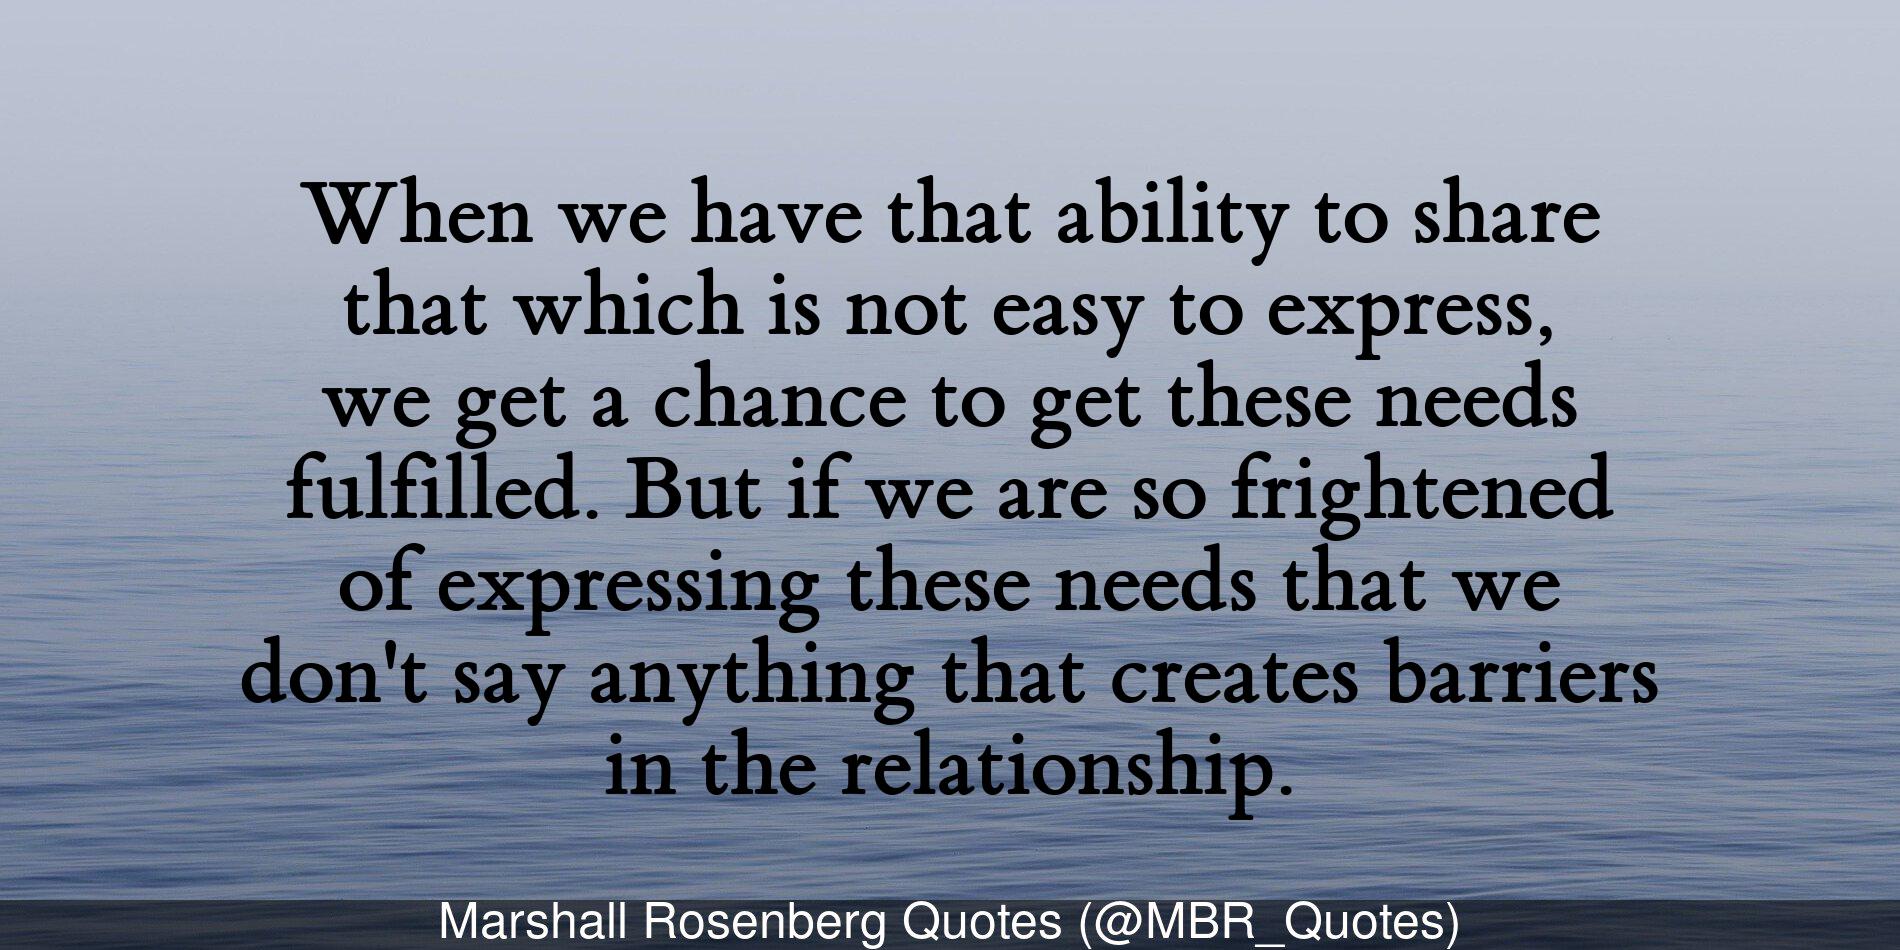 When we have that ability to share
that which is not easy to express,
we get a chance to get these needs
fulfilled. But if we are so frightened
of expressing these needs that we
don't say anything that creates barriers
in the relationship.
Marshall Rosenberg Quotes (@MBR_Quotes)